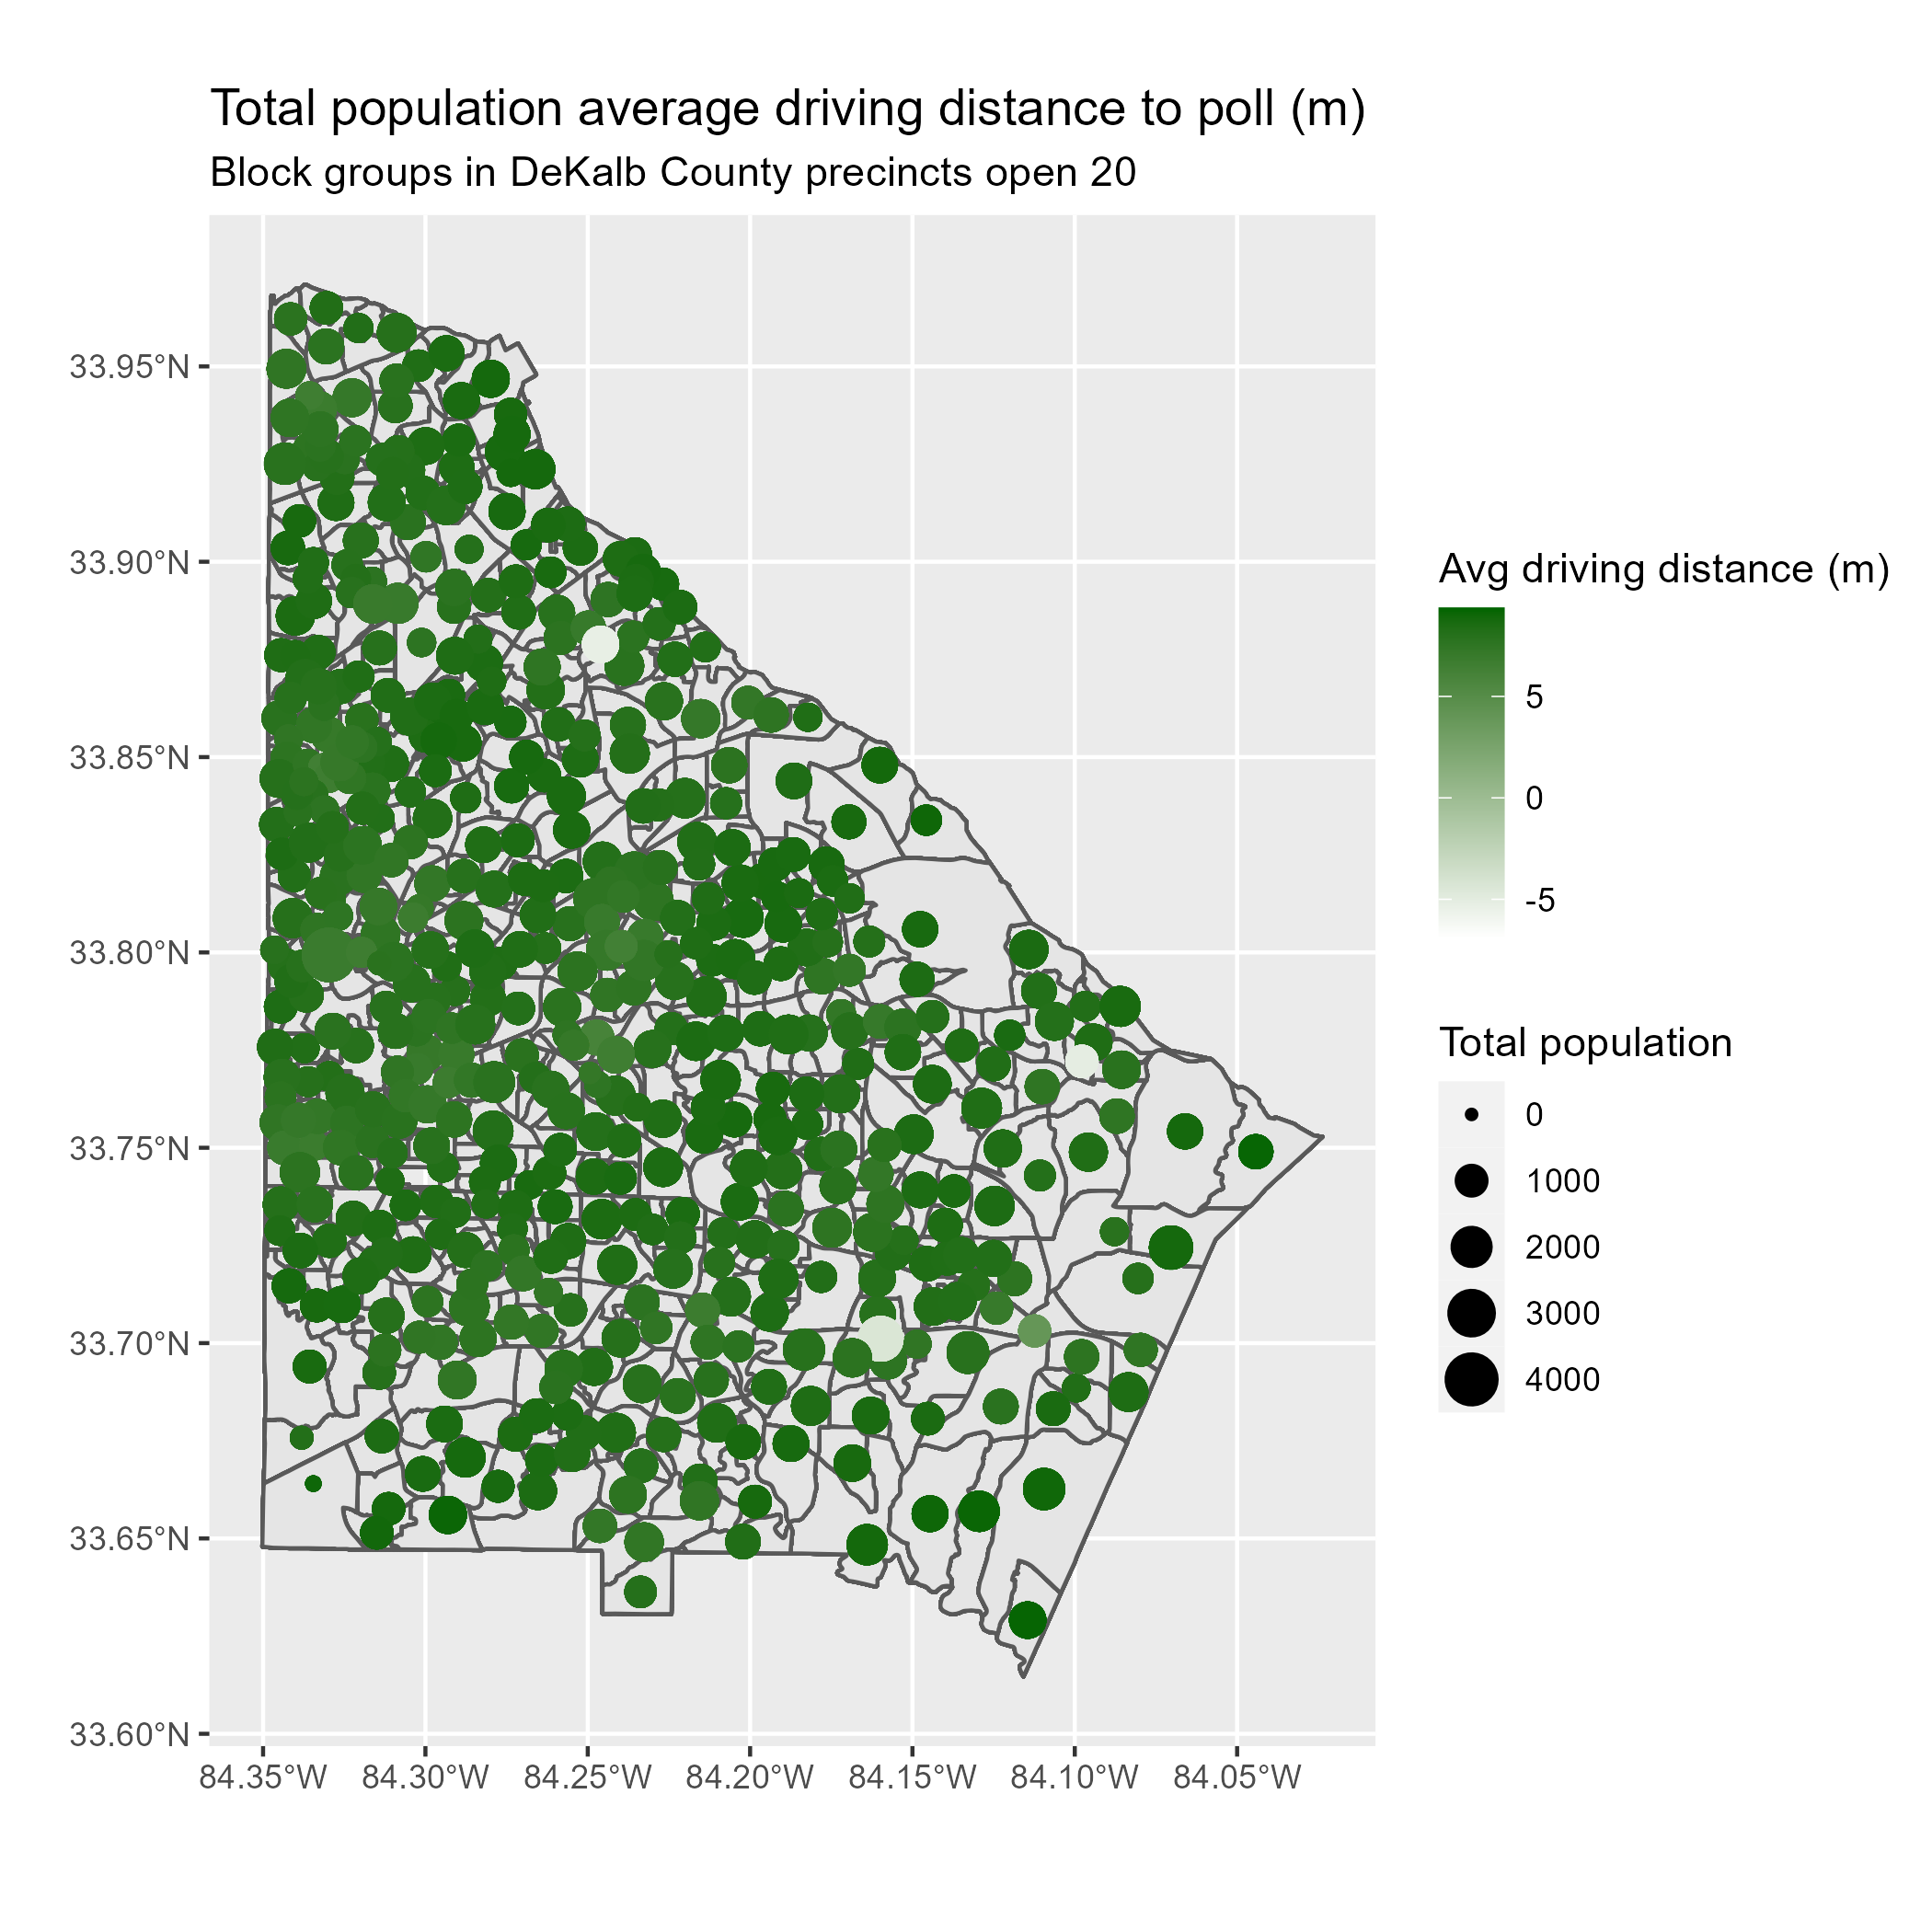 Total population average driving distance to poll (m)
Block groups in DeKalb County precincts open 20
33.95°N
33.90°N
33.85°N
33.80°N
33.75°N
33.70°N
33.65°N
33.60°N
84.35°W 84.30°W 84.25°W 84.20°W 84.15°W 84.10°W 84.05°W
Avg driving distance (m)
5
0
-5
Total population
0
1000
2000
3000
4000